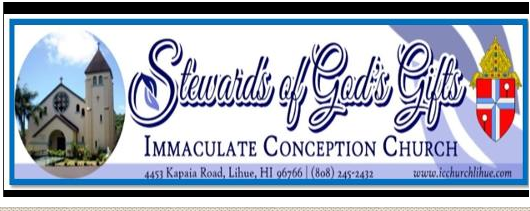 Stewards of God's Gifts
IMMACULATE CONCEPTION CHURCH
4453 Kapaia Road, Lihue, HI 96766 | (808) 245-2432 www.icchurchlihue.com